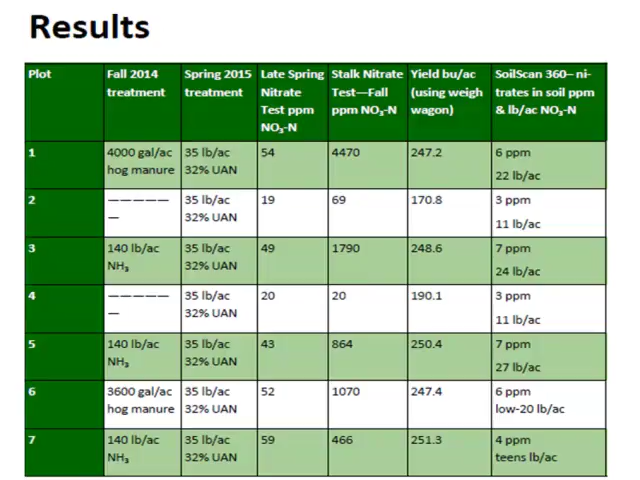 Results
Plot
Fall 2014
treatment
Spring 2015
treatment
Late Spring
Nitrate
Test ppm
NO₃-N
Stalk Nitrate
Test—Fall
ppm NO₃-N
Yield bu/ac
(using weigh
wagon)
SoilScan 360– ni-
trates in soil ppm
& lb/ac NO₃-N
1
4000 gal/ac
hog manure
35 lb/ac
32% UAN
54
4470
247.2
6 ppm
22 lb/ac
2
—————
—
35 lb/ac
32% UAN
19
69
170.8
3 ppm
11 lb/ac
3
140 lb/ac
NH₃
35 lb/ac
32% UAN
49
1790
248.6
7 ppm
24 lb/ac
4
—————
—
35 lb/ac
32% UAN
20
20
190.1
3 ppm
11 lb/ac
5
140 lb/ac
NH₃
35 lb/ac
32% UAN
43
864
250.4
7 ppm
27 lb/ac
6
3600 gal/ac
hog manure
35 lb/ac
32% UAN
52
1070
247.4
6 ppm
low-20 lb/ac
7
140 lb/ac
NH₃
35 lb/ac
32% UAN
59
466
251.3
4 ppm
teens lb/ac